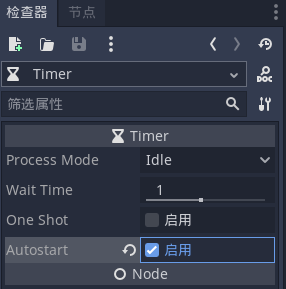 检查器 节点
Timer
筛选属性
Timer
Process Mode Idle
Wait Time 1
One Shot 启用
Autostart 启用
Node